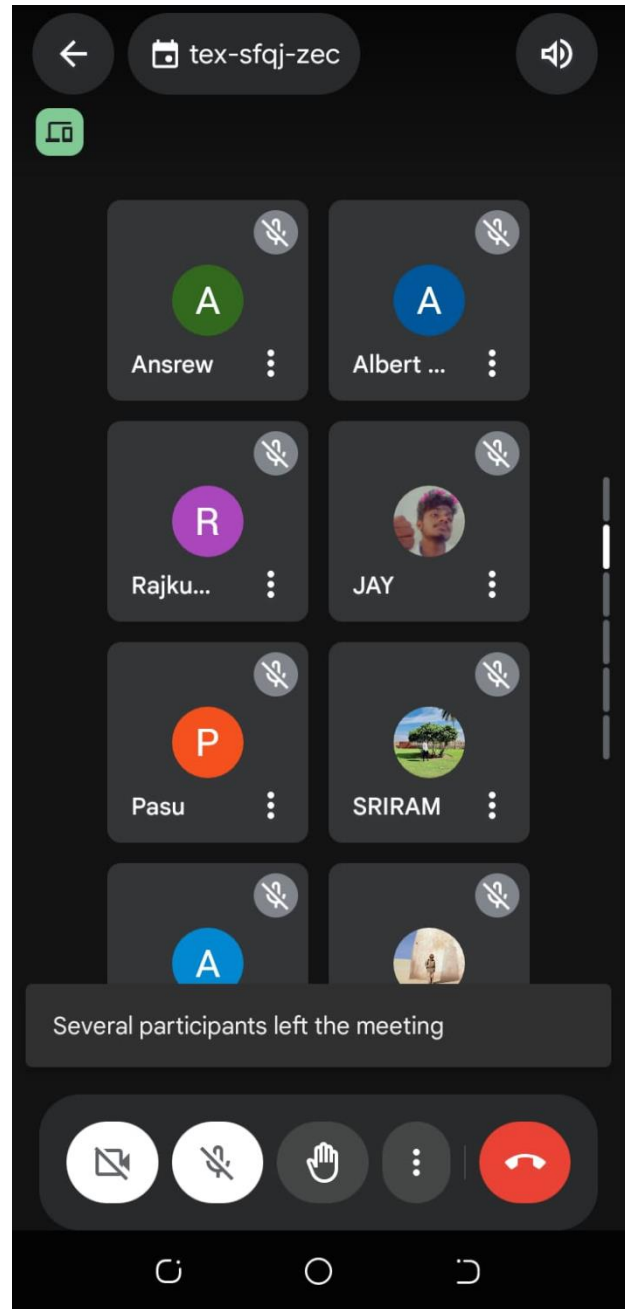 tex-sfqj-zec
A A
Ansrew Albert ...
R
Rajku... JAY
P
Pasu SRIRAM
A
Several participants left the meeting